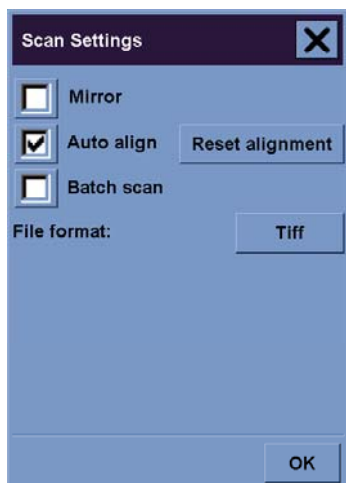 Scan Settings
Mirror
Auto align Reset alignment
Batch scan
File format: Tiff
OK